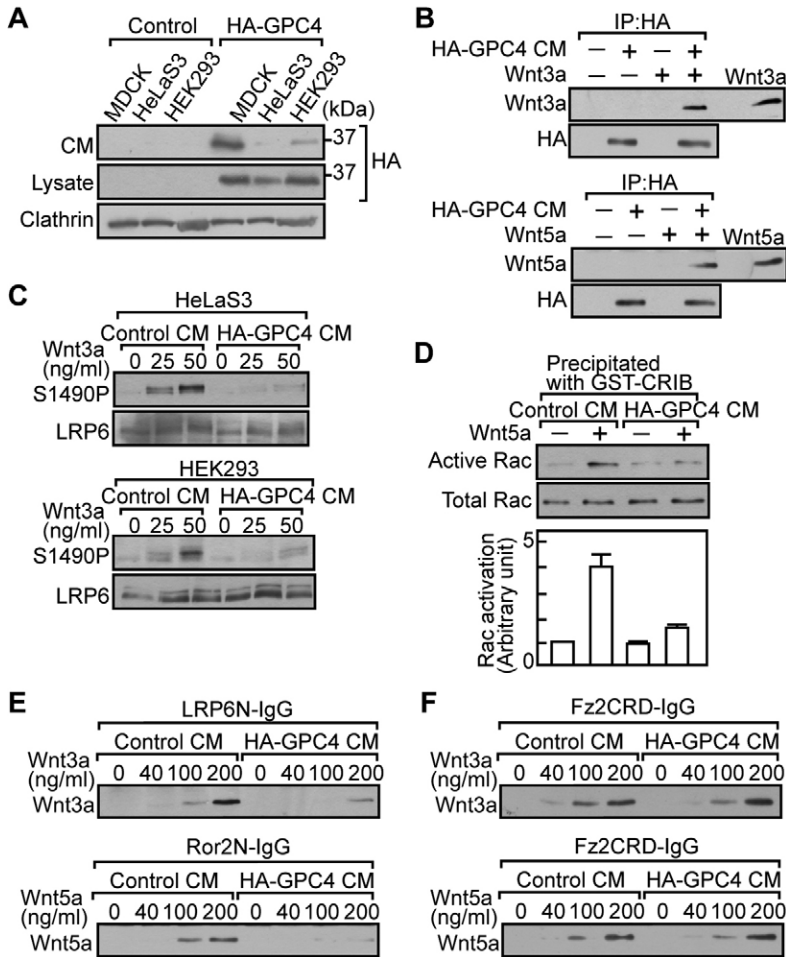 A
Control HA-GPC4
MDCK HeLaS3 HEK293 MDCK HeLaS3 HEK293 (kDa)
CM -37
Lysate -37
HA
Clathrin
B
IP:HA
HA-GPC4 CM − + − +
Wnt3a − − + + Wnt3a
Wnt3a
HA
IP:HA
HA-GPC4 CM − + − +
Wnt5a − − + + Wnt5a
Wnt5a
HA
C
HeLaS3
Control CM HA-GPC4 CM
Wnt3a
(ng/ml) 0 25 50 0 25 50
S1490P
LRP6
HEK293
Control CM HA-GPC4 CM
Wnt3a
(ng/ml) 0 25 50 0 25 50
S1490P
LRP6
D
Precipitated
with GST-CRIB
Control CM HA-GPC4 CM
Wnt5a − + − +
Active Rac
Total Rac
Rac activation
(Arbitrary unit)
5
0
E
LRP6N-IgG
Control CM HA-GPC4 CM
Wnt3a
(ng/ml) 0 40 100 200 0 40 100 200
Wnt3a
Ror2N-IgG
Control CM HA-GPC4 CM
Wnt5a
(ng/ml) 0 40 100 200 0 40 100 200
Wnt5a
F
Fz2CRD-IgG
Control CM HA-GPC4 CM
Wnt3a
(ng/ml) 0 40 100 200 0 40 100 200
Wnt3a
Fz2CRD-IgG
Control CM HA-GPC4 CM
Wnt5a
(ng/ml) 0 40 100 200 0 40 100 200
Wnt5a